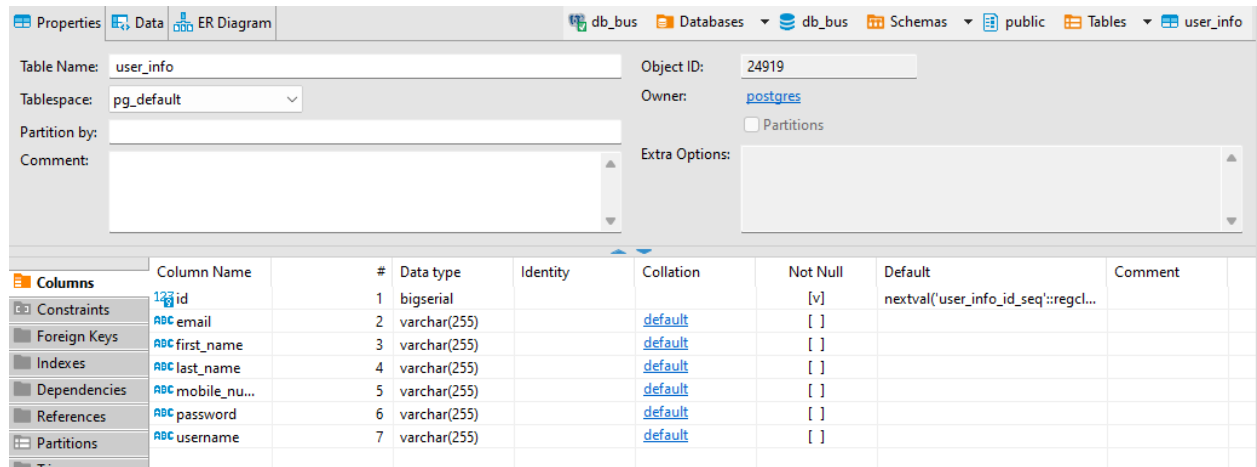 Properties Data ER Diagram db_bus Databases db_bus Schemas public Tables user_info
Table Name: user_info Object ID: 24919
Tablespace: pg_default Owner: postgres
Partition by: Partitions
Comment: Extra Options:
Column Name # Data type Identity Collation Not Null Default Comment
Columns
123 id 1 bigserial [v] nextval('user_info_id_seq'::regcl...
Constraints
ABC email 2 varchar(255) default [ ]
Foreign Keys
ABC first_name 3 varchar(255) default [ ]
Indexes
ABC last_name 4 varchar(255) default [ ]
Dependencies
ABC mobile_nu... 5 varchar(255) default [ ]
References
ABC password 6 varchar(255) default [ ]
Partitions
ABC username 7 varchar(255) default [ ]